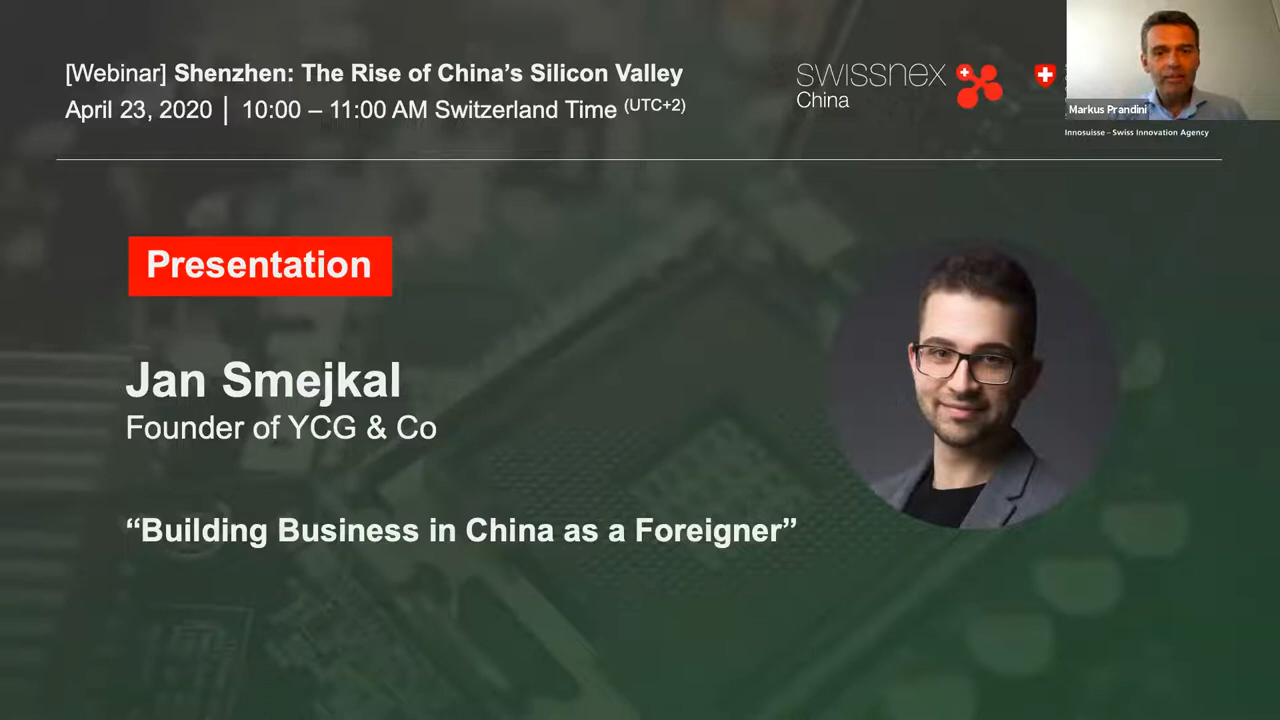 [Webinar] Shenzhen: The Rise of China’s Silicon Valley
April 23, 2020 | 10:00 – 11:00 AM Switzerland Time (UTC+2)
swissnex
China
Markus Prandini
Innosuisse – Swiss Innovation Agency
Presentation
Jan Smejkal
Founder of YCG & Co
“Building Business in China as a Foreigner”